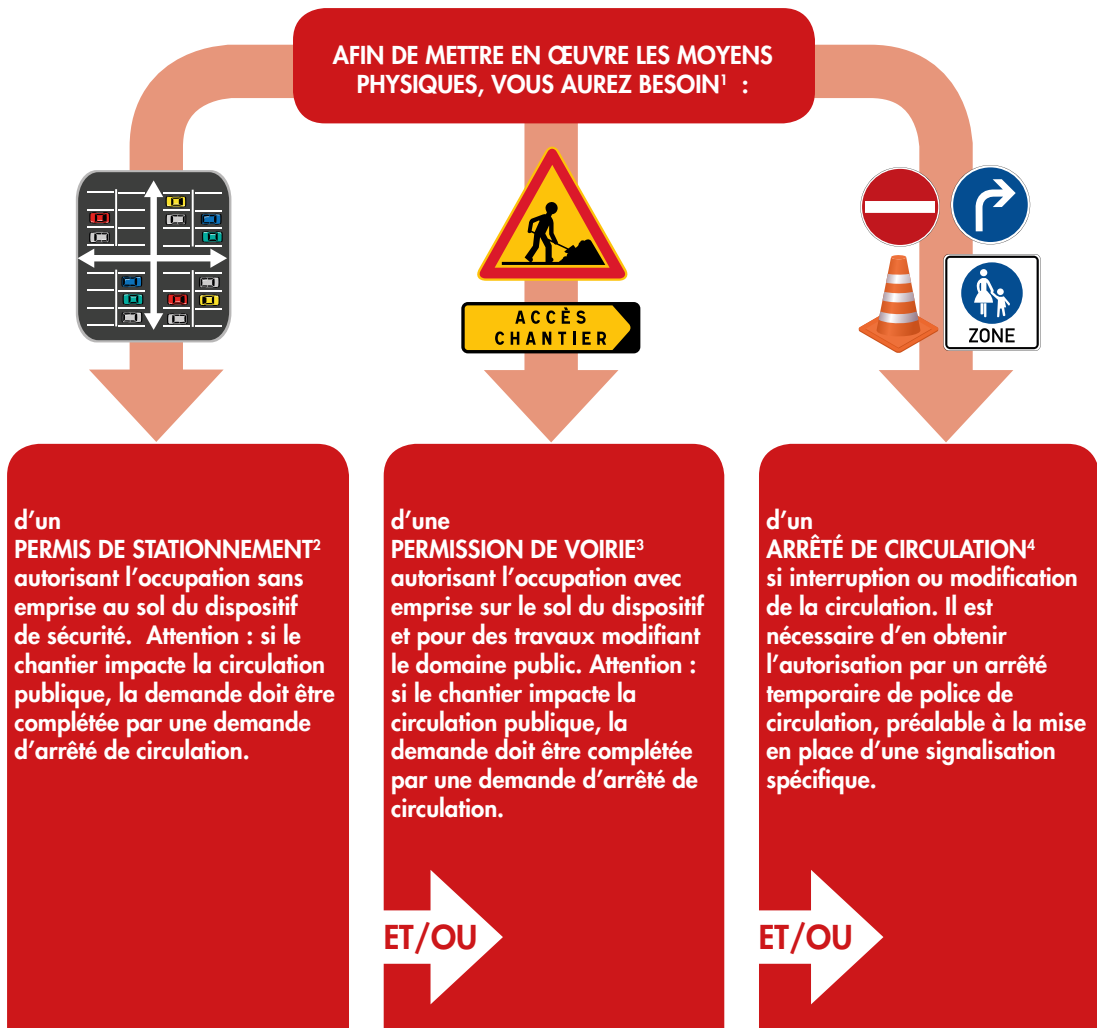 AFIN DE METTRE EN ŒUVRE LES MOYENS
PHYSIQUES, VOUS AUREZ BESOIN¹ :
ACCÈS
CHANTIER
ZONE
d’un
PERMIS DE STATIONNEMENT²
autorisant l’occupation sans
emprise au sol du dispositif
de sécurité. Attention : si le
chantier impacte la circulation
publique, la demande doit être
complétée par une demande
d’arrêté de circulation.
d’une
PERMISSION DE VOIRIE³
autorisant l’occupation avec
emprise sur le sol du dispositif
et pour des travaux modifiant
le domaine public. Attention :
si le chantier impacte la
circulation publique, la
demande doit être complétée
par une demande d’arrêté de
circulation.
ET/OU
d’un
ARRÊTÉ DE CIRCULATION⁴
si interruption ou modification
de la circulation. Il est
nécessaire d’en obtenir
l’autorisation par un arrêté
temporaire de police de
circulation, préalable à la mise
en place d’une signalisation
spécifique.
ET/OU